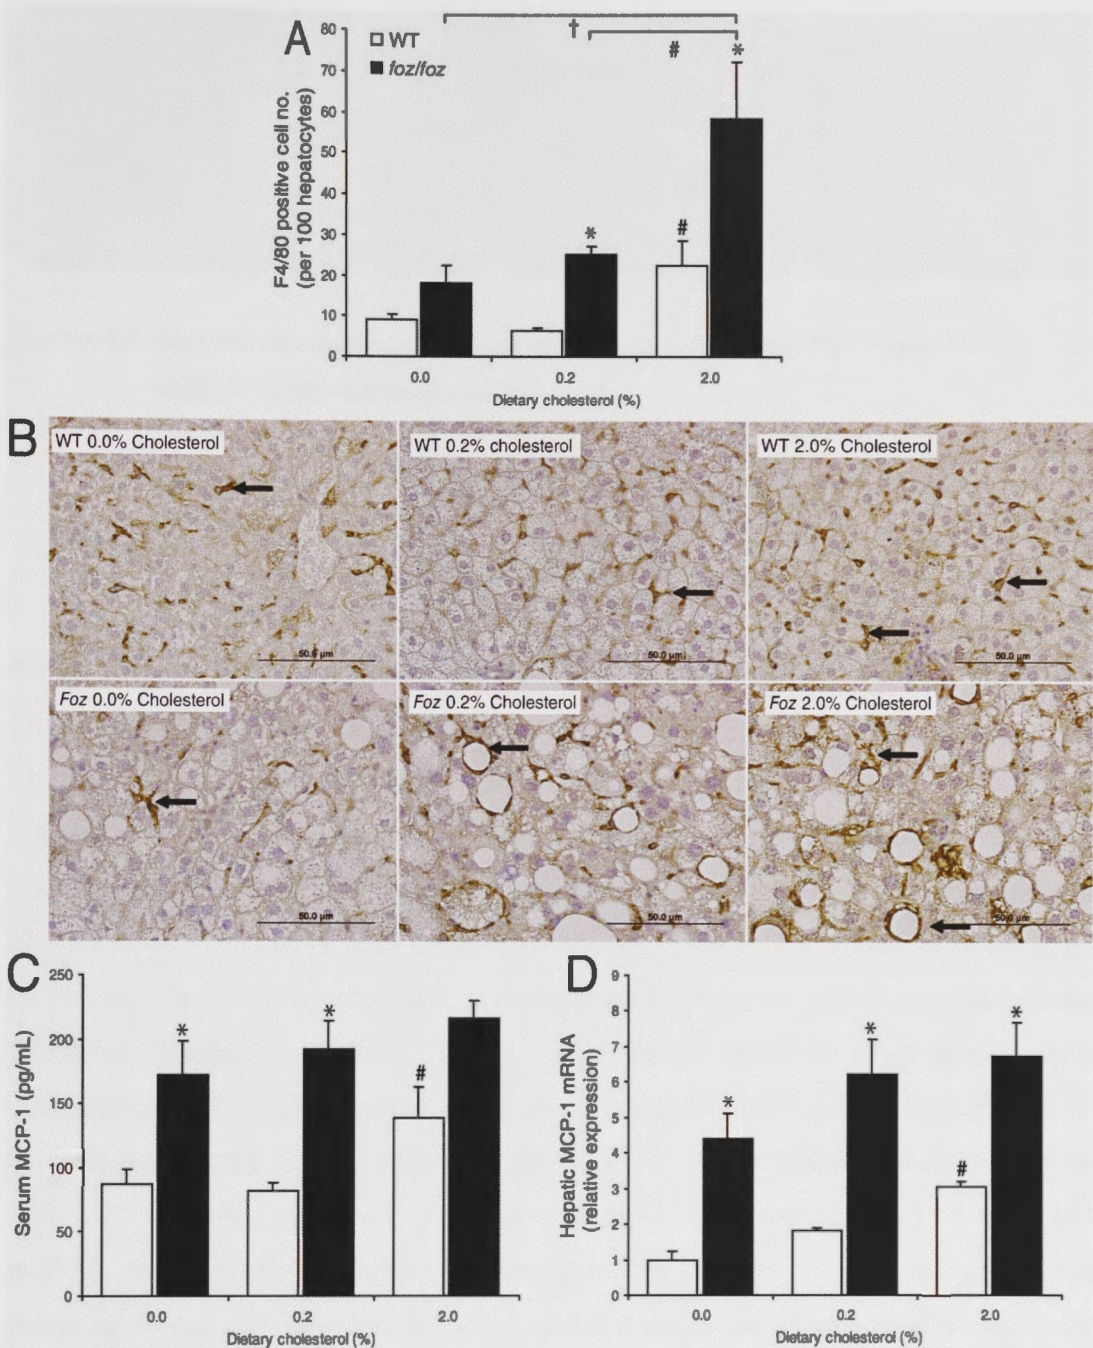 A
†
80
WT
#
*
foz/foz
70
60
50
40
30
*
#
20
10
0
F4/80 positive cell no.
(per 100 hepatocytes)
0.0 0.2 2.0
Dietary cholesterol (%)
B
WT 0.0% Cholesterol
WT 0.2% cholesterol
WT 2.0% Cholesterol
50.0 µm
50.0 µm
50.0 µm
Foz 0.0% Cholesterol
Foz 0.2% Cholesterol
Foz 2.0% Cholesterol
50.0 µm
50.0 µm
50.0 µm
C
250
200
150
100
50
0
* * #
Serum MCP-1 (pg/mL)
0.0 0.2 2.0
Dietary cholesterol (%)
D
9
8
7
6
5
4
3
2
1
0
* * # *
Hepatic MCP-1 mRNA
(relative expression)
0.0 0.2 2.0
Dietary cholesterol (%)